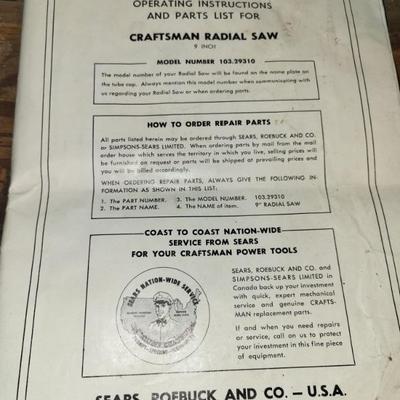 OPERATING INSTRUCTIONS
AND PARTS LIST FOR
CRAFTSMAN RADIAL SAW
9 INCH
MODEL NUMBER 103.29310
The model number of your Radial Saw will be found on the name plate on
the tube cap. Always mention this model number when communicating with
us regarding your Radial Saw or when ordering parts.
HOW TO ORDER REPAIR PARTS
All parts listed herein may be ordered through SEARS, ROEBUCK AND CO.
or SIMPSONS-SEARS LIMITED. When ordering parts by mail from the mail
order house which serves the territory in which you live, selling prices will
be furnished on request or parts will be shipped at prevailing prices and
you will be billed accordingly.
WHEN ORDERING REPAIR PARTS, ALWAYS GIVE THE FOLLOWING IN-
FORMATION AS SHOWN IN THIS LIST:
1. The PART NUMBER. 3. The MODEL NUMBER. 103.29310
2. The PART NAME. 4. The NAME of item. 9" RADIAL SAW
COAST TO COAST NATION-WIDE
SERVICE FROM SEARS
FOR YOUR CRAFTSMAN POWER TOOLS
SEARS NATION-WIDE SERVICE
SEARS, ROEBUCK AND CO. and
SIMPSONS-SEARS LIMITED in
Canada back up your investment
with quick, expert mechanical
service and genuine CRAFTS-
MAN replacement parts.
If and when you need repairs
or service, call on us to protect
your investment in this fine piece
of equipment.
SEARS, ROEBUCK AND CO. — U.S.A.